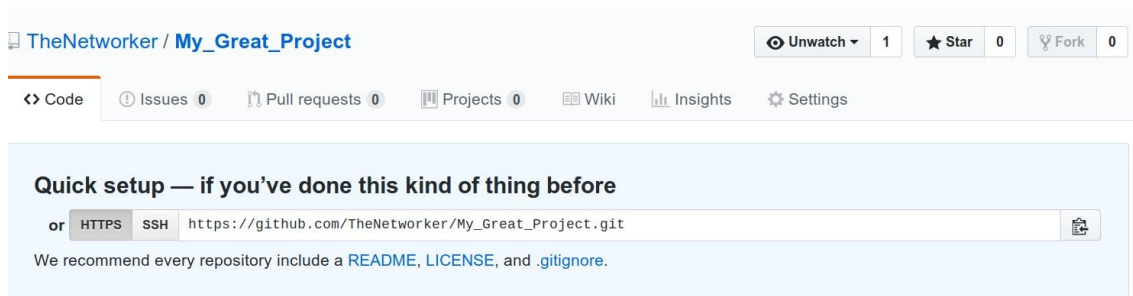 TheNetworker / My_Great_Project
Unwatch 1 Star 0 Fork 0
Code Issues 0 Pull requests 0 Projects 0 Wiki Insights Settings
Quick setup — if you’ve done this kind of thing before
or HTTPS SSH https://github.com/TheNetworker/My_Great_Project.git
We recommend every repository include a README, LICENSE, and .gitignore.